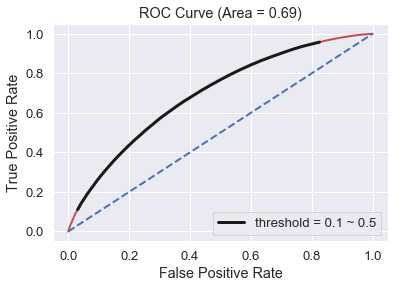 ROC Curve (Area = 0.69)
True Positive Rate
1.0
0.8
0.6
0.4
0.2
0.0
threshold = 0.1 ~ 0.5
0.0 0.2 0.4 0.6 0.8 1.0
False Positive Rate